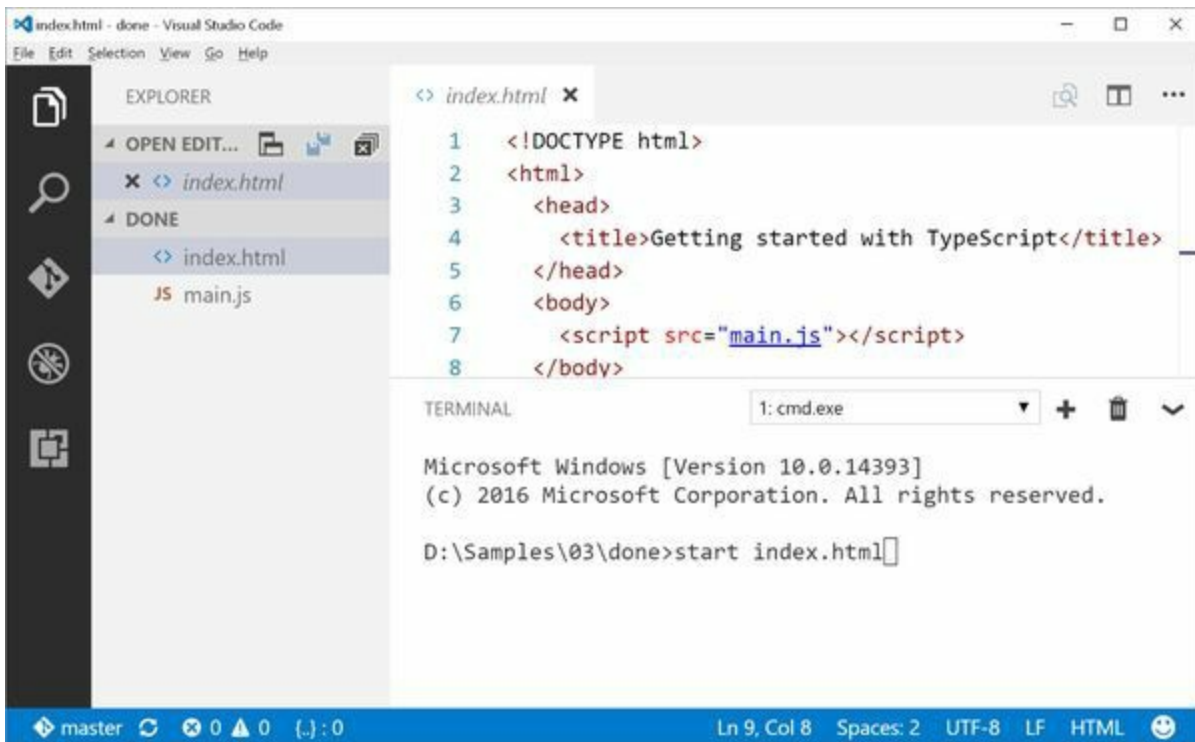 index.html - done - Visual Studio Code
File Edit Selection View Go Help
EXPLORER
OPEN EDIT...
index.html
DONE
index.html
JS main.js
index.html
1 <!DOCTYPE html>
2 <html>
3 <head>
4 <title>Getting started with TypeScript</title>
5 </head>
6 <body>
7 <script src="main.js"></script>
8 </body>
TERMINAL 1: cmd.exe
Microsoft Windows [Version 10.0.14393]
(c) 2016 Microsoft Corporation. All rights reserved.
D:\Samples\03\done>start index.html
master 0 0 {..} : 0 Ln 9, Col 8 Spaces: 2 UTF-8 LF HTML